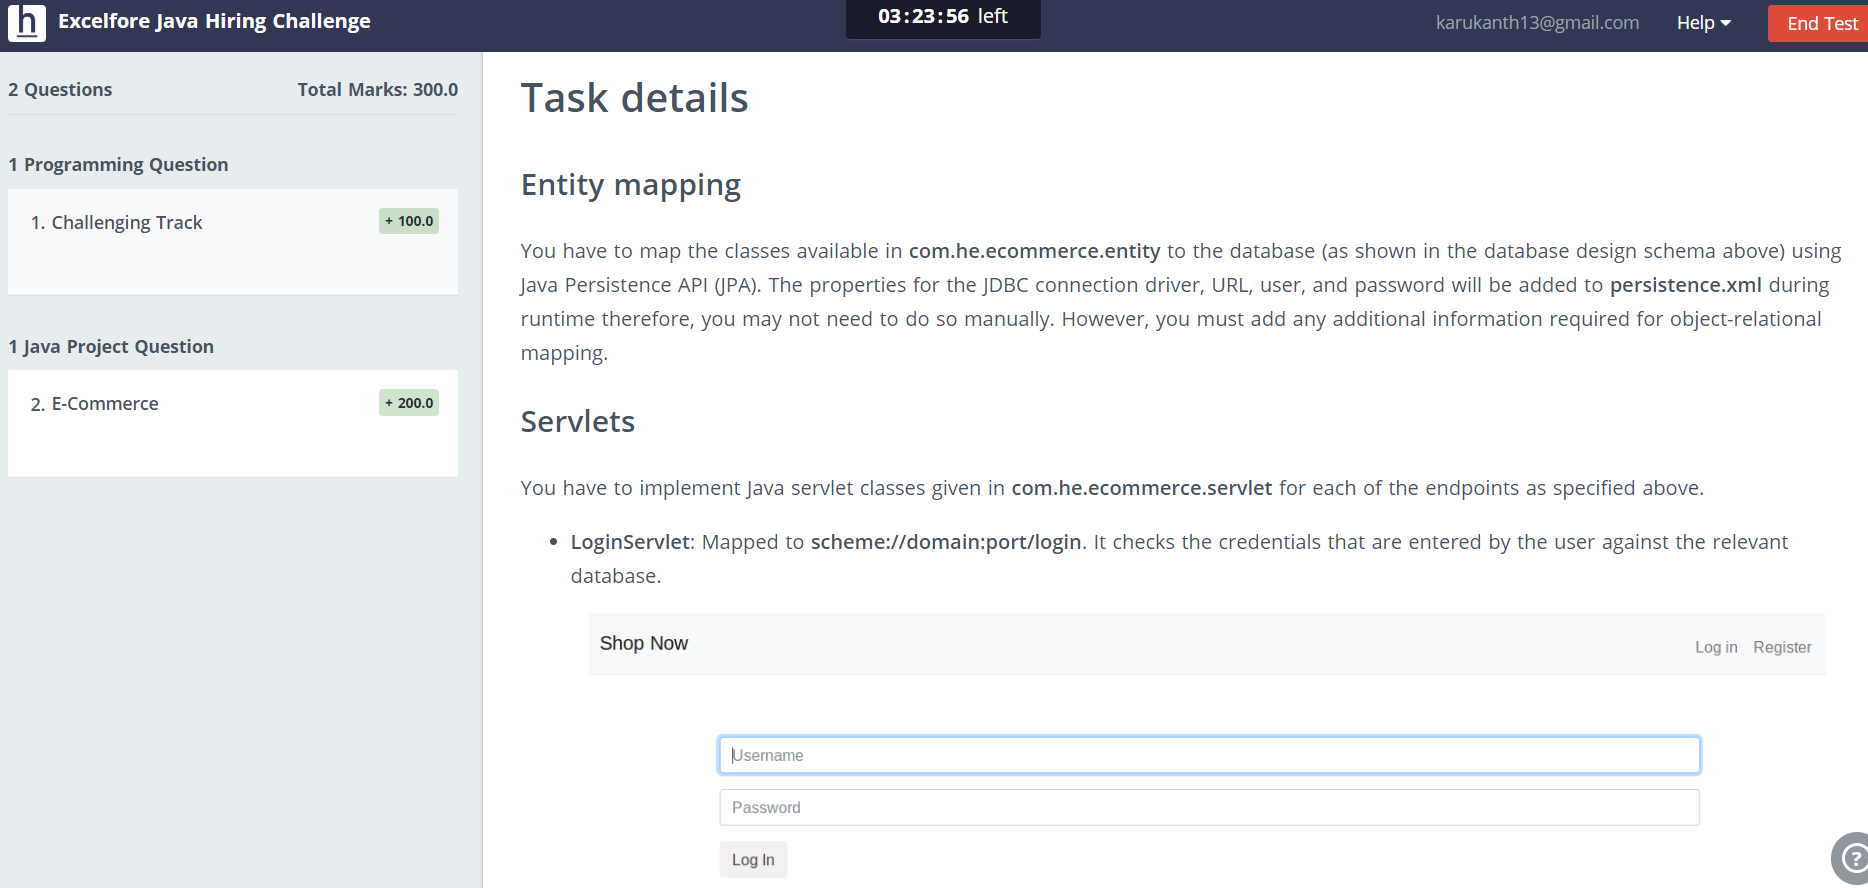 h Excelfore Java Hiring Challenge
03:23:56 left
karukanth13@gmail.com Help End Test
2 Questions Total Marks: 300.0
1 Programming Question
1. Challenging Track + 100.0
1 Java Project Question
2. E-Commerce + 200.0
Task details
Entity mapping
You have to map the classes available in com.he.ecommerce.entity to the database (as shown in the database design schema above) using
Java Persistence API (JPA). The properties for the JDBC connection driver, URL, user, and password will be added to persistence.xml during
runtime therefore, you may not need to do so manually. However, you must add any additional information required for object-relational
mapping.
Servlets
You have to implement Java servlet classes given in com.he.ecommerce.servlet for each of the endpoints as specified above.
• LoginServlet: Mapped to scheme://domain:port/login. It checks the credentials that are entered by the user against the relevant
database.
Shop Now Log in Register
Username
Password
Log In
?